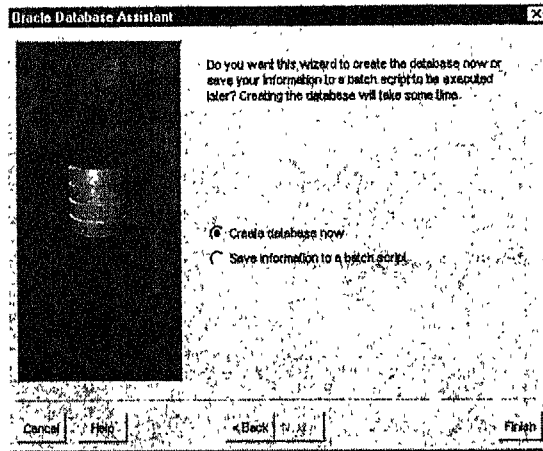 Oracle Database Assistant
Do you want this wizard to create the database now or
save your information to a batch script to be executed
later? Creating the database will take some time.
Create database now
Save information to a batch script.
Cancel Help < Back Finish